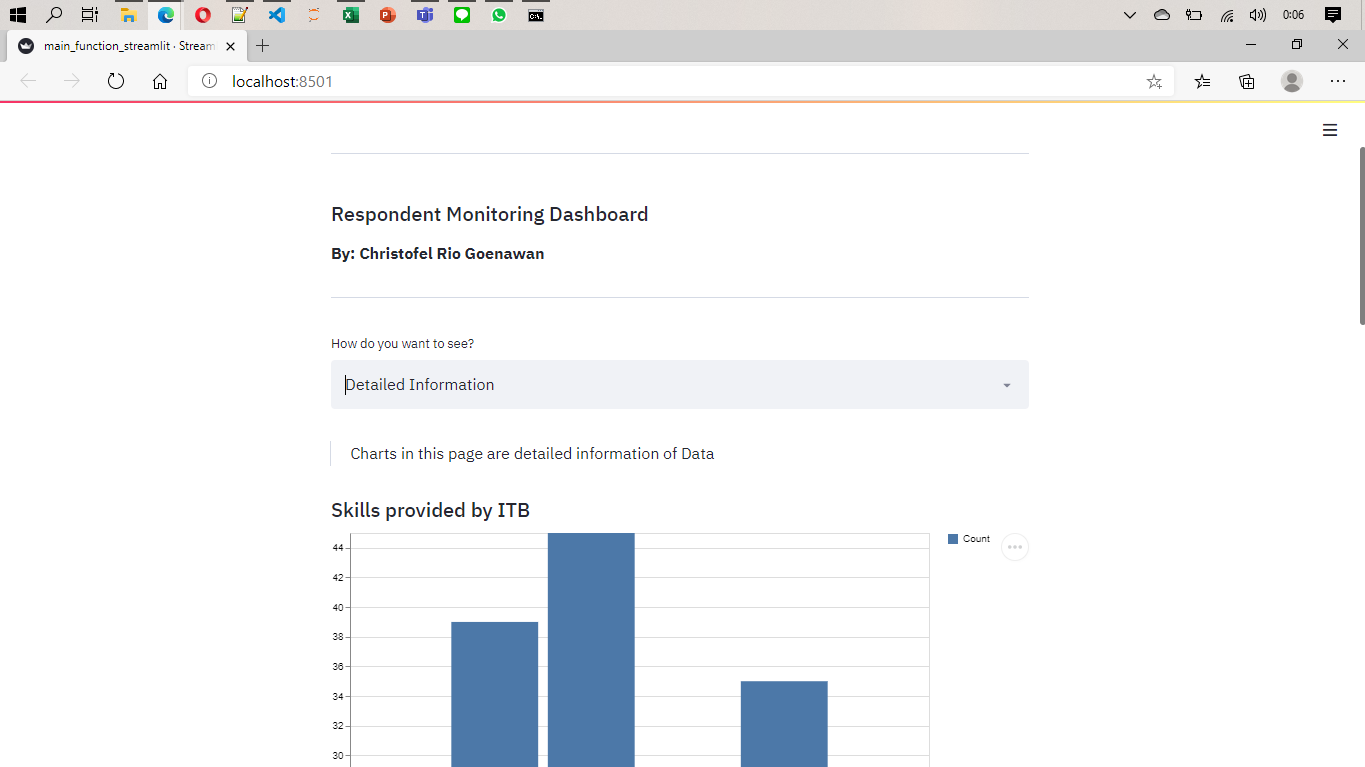 0:06
main_function_streamlit · Stream
localhost:8501
Respondent Monitoring Dashboard
By: Christofel Rio Goenawan
How do you want to see?
Detailed Information
Charts in this page are detailed information of Data
Skills provided by ITB
Count
44
42
40
38
36
34
32
30